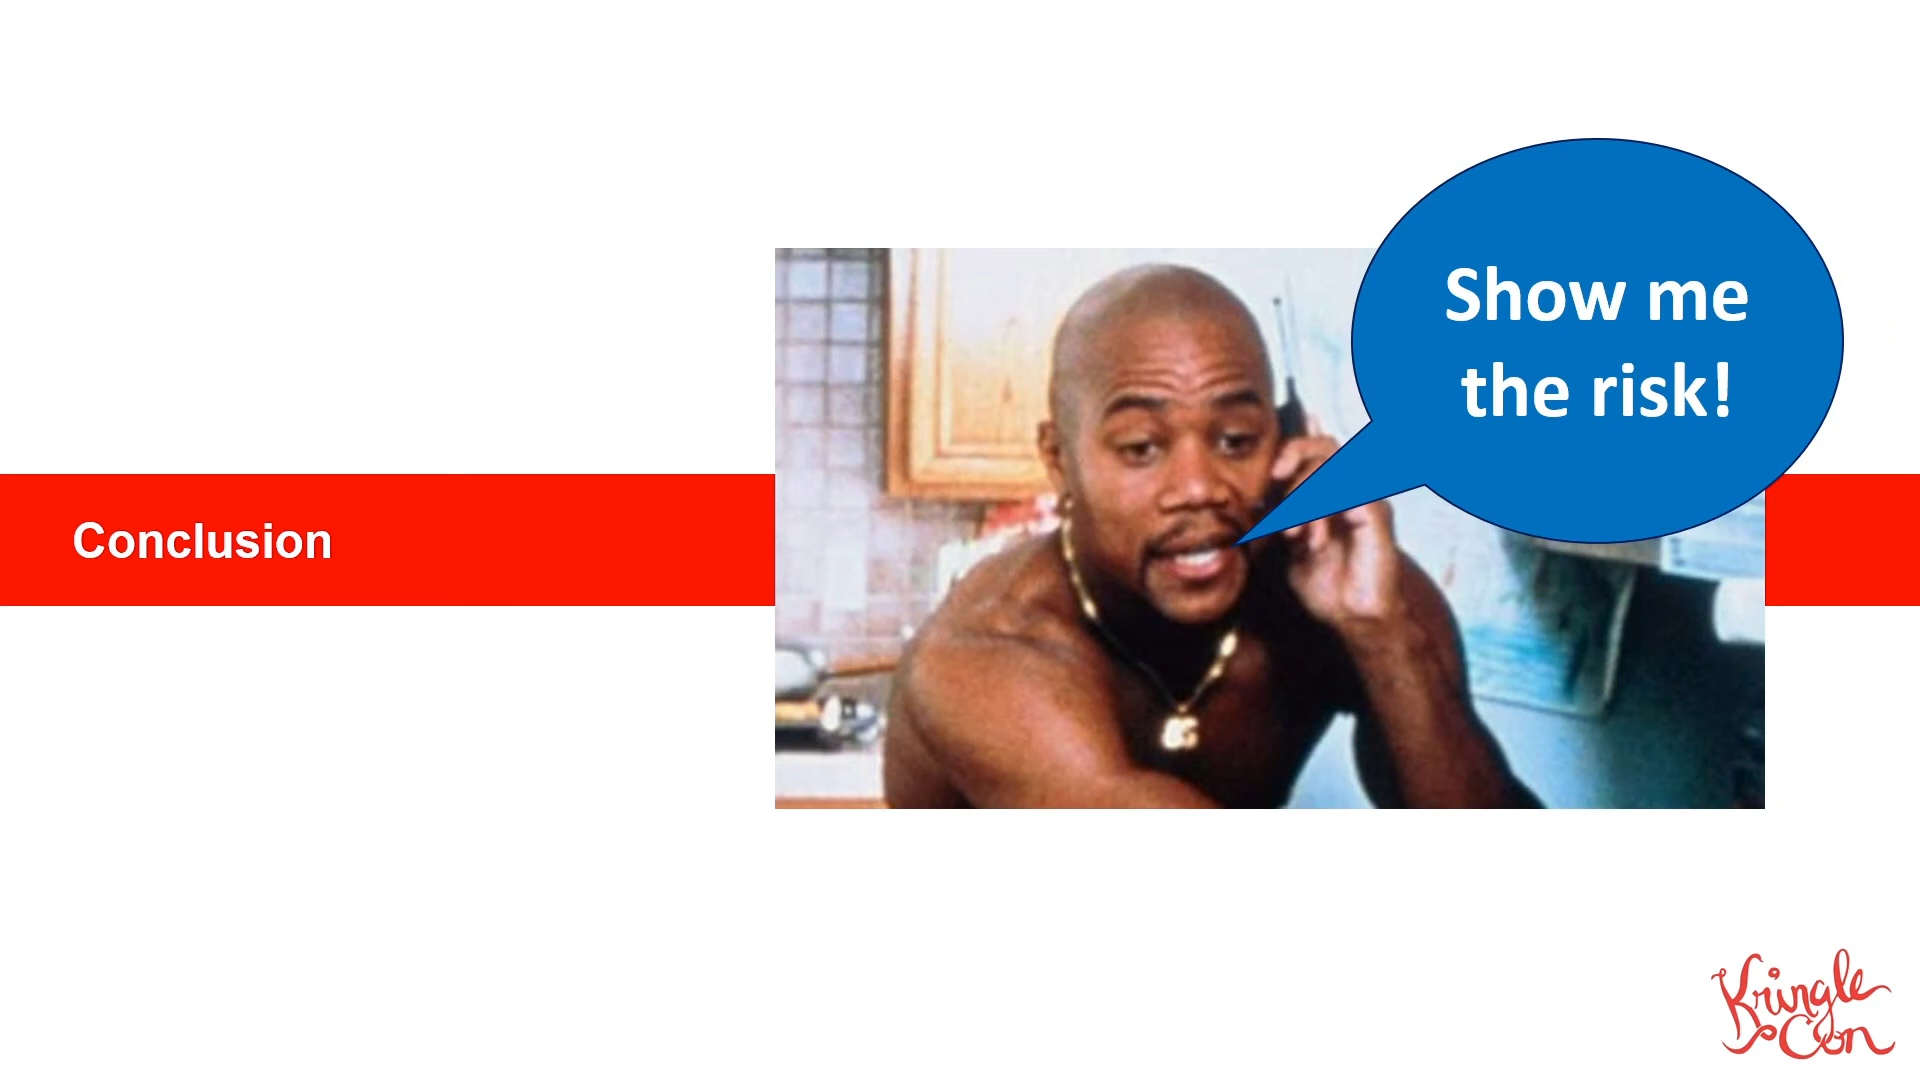 Show me
the risk!
Conclusion
Kringle
Con